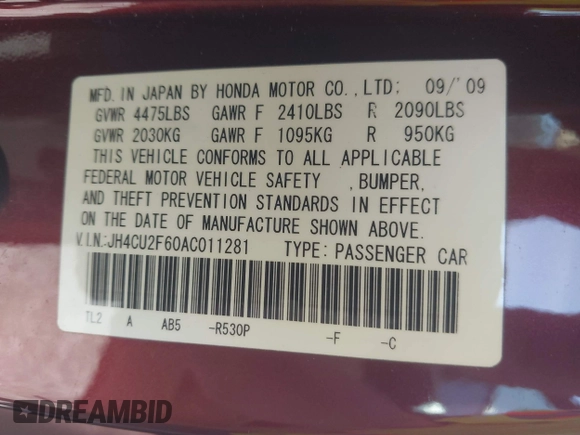 MFD. IN JAPAN BY HONDA MOTOR CO., LTD: 09/'09
GVWR 4475LBS GAWR F 2410LBS R 2090LBS
GVWR 2030KG GAWR F 1095KG R 950KG
THIS VEHICLE CONFORMS TO ALL APPLICABLE
FEDERAL MOTOR VEHICLE SAFETY ,BUMPER,
AND THEFT PREVENTION STANDARDS IN EFFECT
ON THE DATE OF MANUFACTURE SHOWN ABOVE.
V.I.N.:JH4CU2F60AC011281 TYPE: PASSENGER CAR
TL2 A AB5 -R530P -F -C
DREAMBID